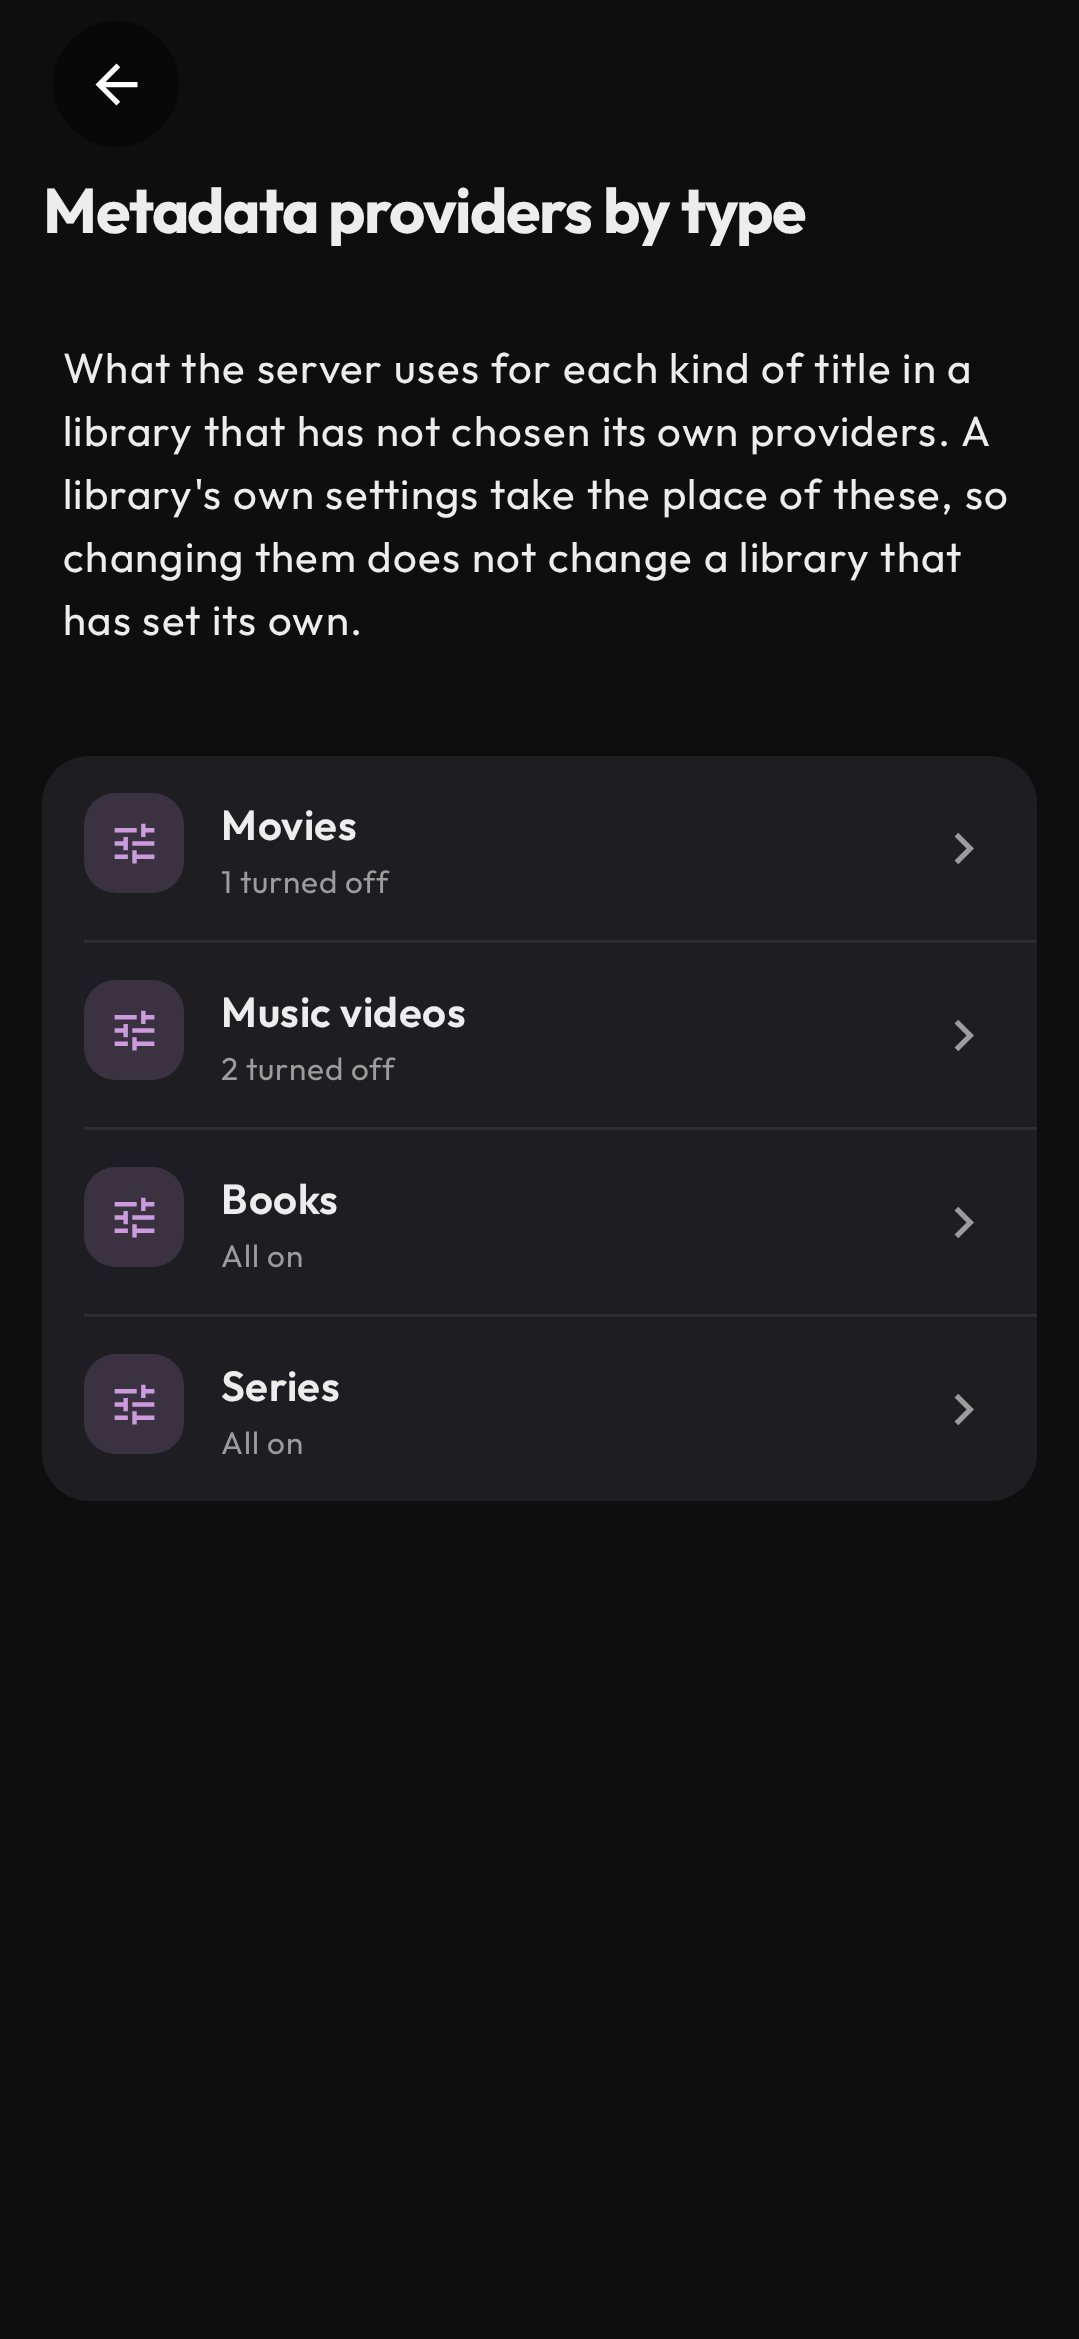 Metadata providers by type
What the server uses for each kind of title in a
library that has not chosen its own providers. A
library's own settings take the place of these, so
changing them does not change a library that
has set its own.
Movies
1 turned off
Music videos
2 turned off
Books
All on
Series
All on